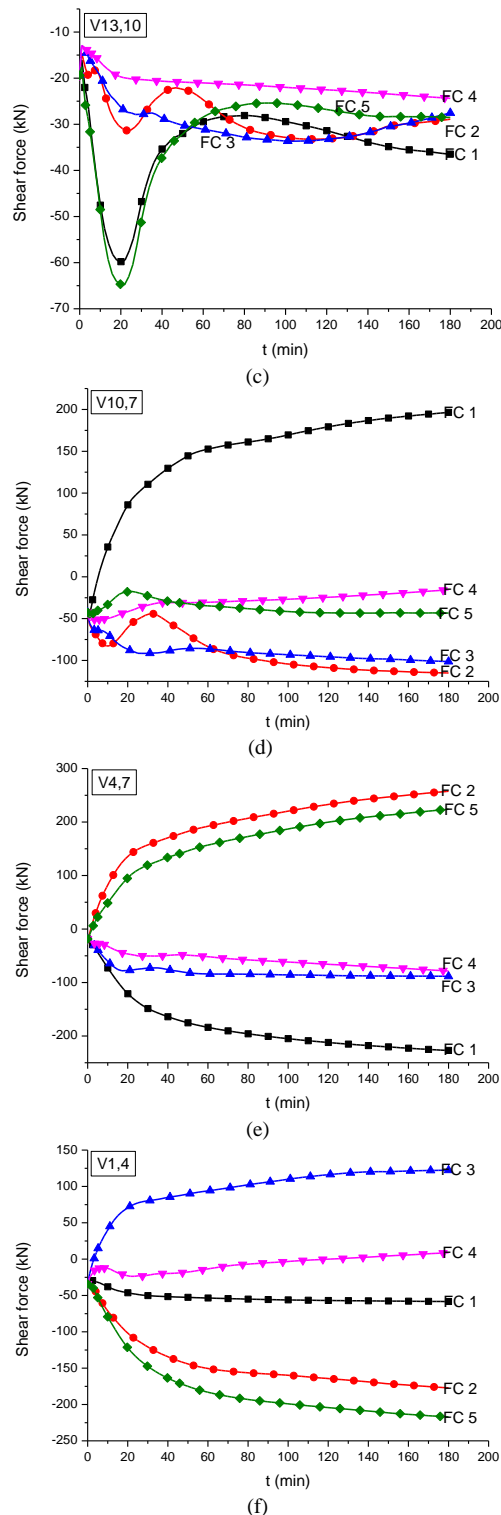 V13,10
-10
-20
-30
-40
-50
-60
-70
Shear force (kN)
FC 4
FC 5
FC 2
FC 3
FC 1
0 20 40 60 80 100 120 140 160 180 200
t (min)
(c)
V10,7
200
150
100
50
0
-50
-100
Shear force (kN)
FC 1
FC 4
FC 5
FC 3
FC 2
0 20 40 60 80 100 120 140 160 180 200
t (min)
(d)
V4,7
300
200
100
0
-100
-200
Shear force (kN)
FC 2
FC 5
FC 4
FC 3
FC 1
0 20 40 60 80 100 120 140 160 180 200
t (min)
(e)
V1,4
150
100
50
0
-50
-100
-150
-200
-250
Shear force (kN)
FC 3
FC 4
FC 1
FC 2
FC 5
0 20 40 60 80 100 120 140 160 180 200
t (min)
(f)